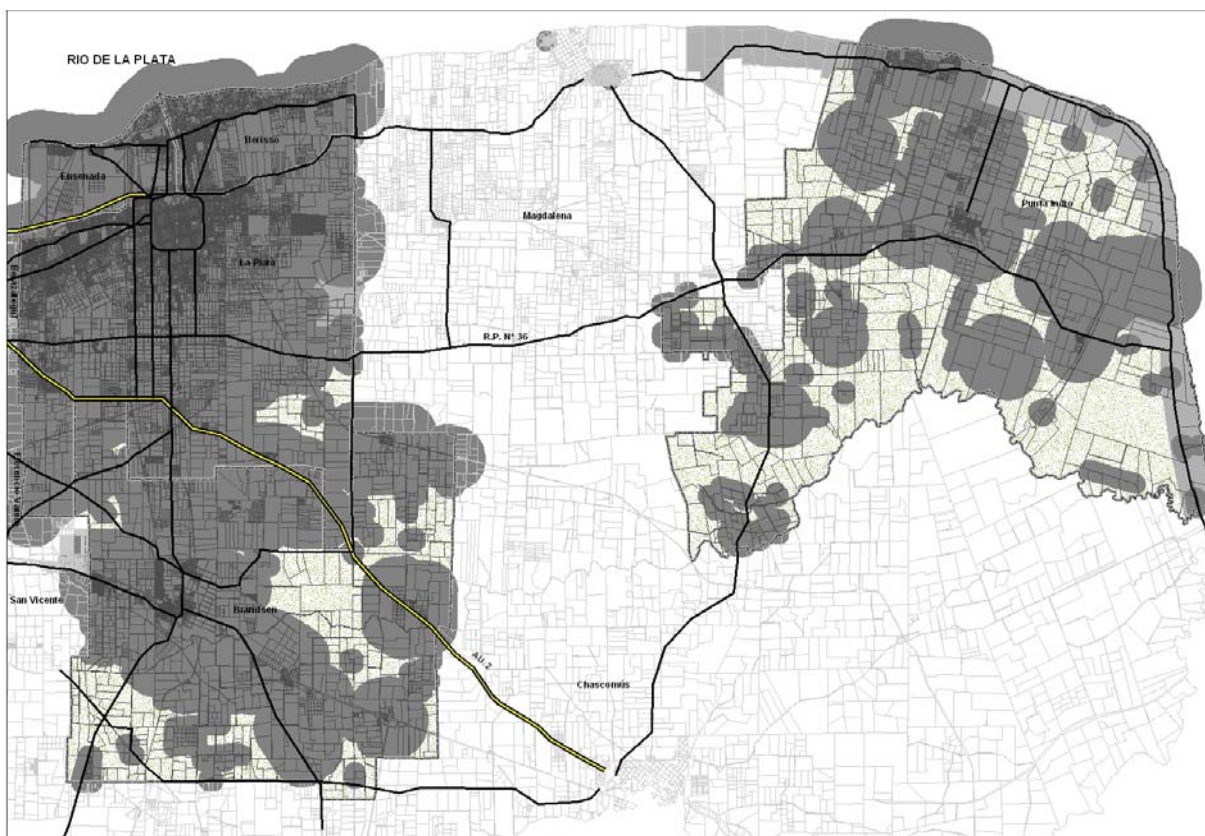 RIO DE LA PLATA
Berisso
Ensenada
Punta Indio
Magdalena
La Plata
R.P. Nº 36
San Vicente
Brandsen
AU. 2
Chascomús